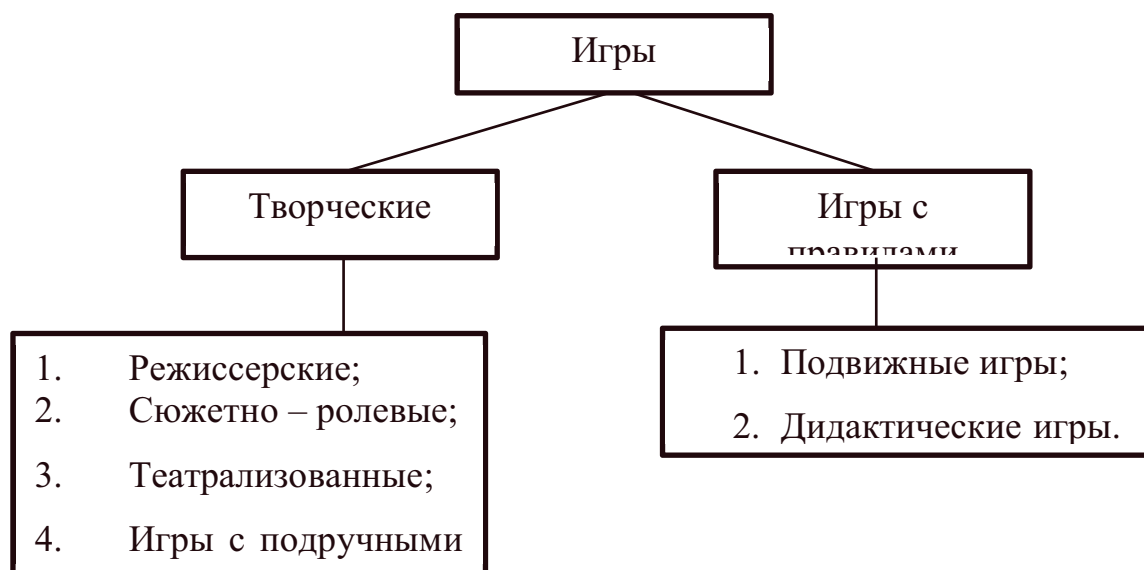 Игры
Творческие
Игры с
правилами
1. Режиссерские;
2. Сюжетно – ролевые;
3. Театрализованные;
4. Игры с подручными
1. Подвижные игры;
2. Дидактические игры.